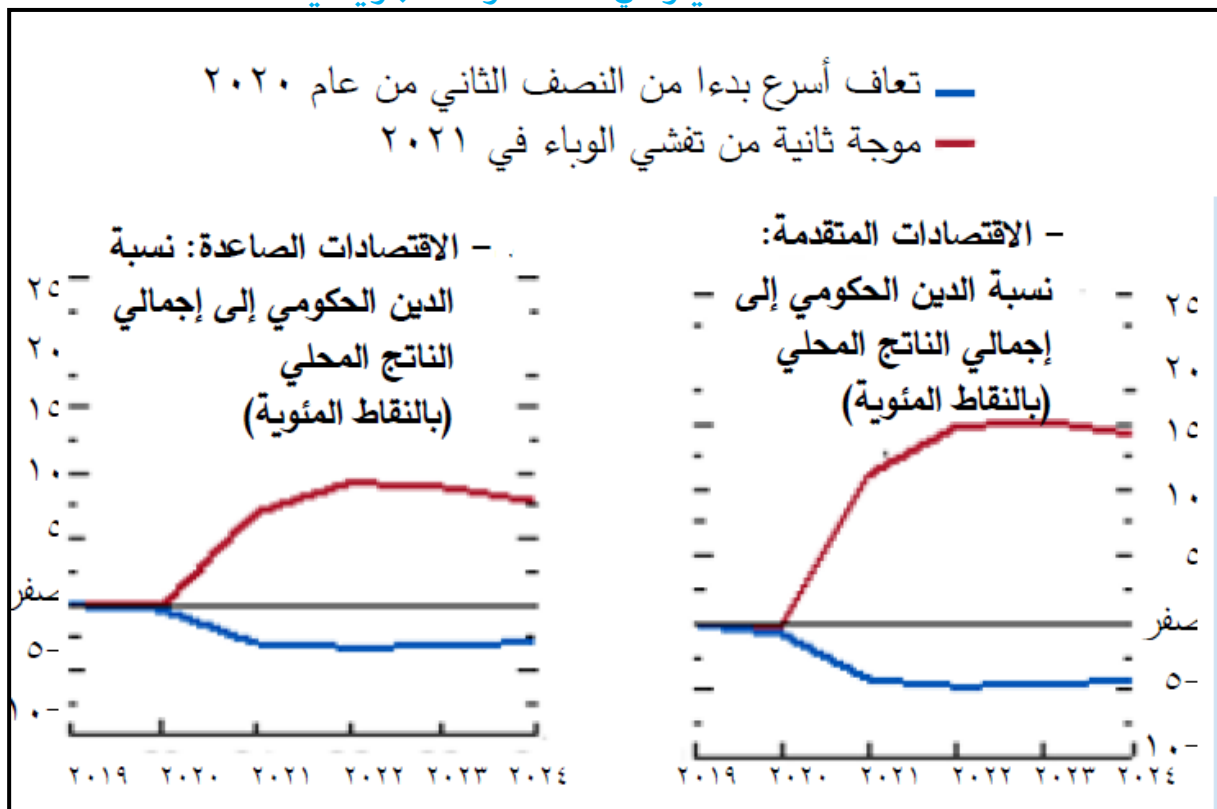 تعاف أسرع بدءا من النصف الثاني من عام ٢٠٢٠
موجة ثانية من تفشي الوباء في ٢٠٢١
– الاقتصادات المتقدمة:
نسبة الدين الحكومي إلى
إجمالي الناتج المحلي
(بالنقاط المئوية)
٢٥
٢٠
١٥
١٠
٥
صفر
-٥
-١٠
٢٠١٩ ٢٠٢٠ ٢٠٢١ ٢٠٢٢ ٢٠٢٣ ٢٠٢٤
– الاقتصادات الصاعدة: نسبة
الدين الحكومي إلى إجمالي
الناتج المحلي
(بالنقاط المئوية)
٢٥
٢٠
١٥
١٠
٥
صفر
-٥
-١٠
٢٠١٩ ٢٠٢٠ ٢٠٢١ ٢٠٢٢ ٢٠٢٣ ٢٠٢٤